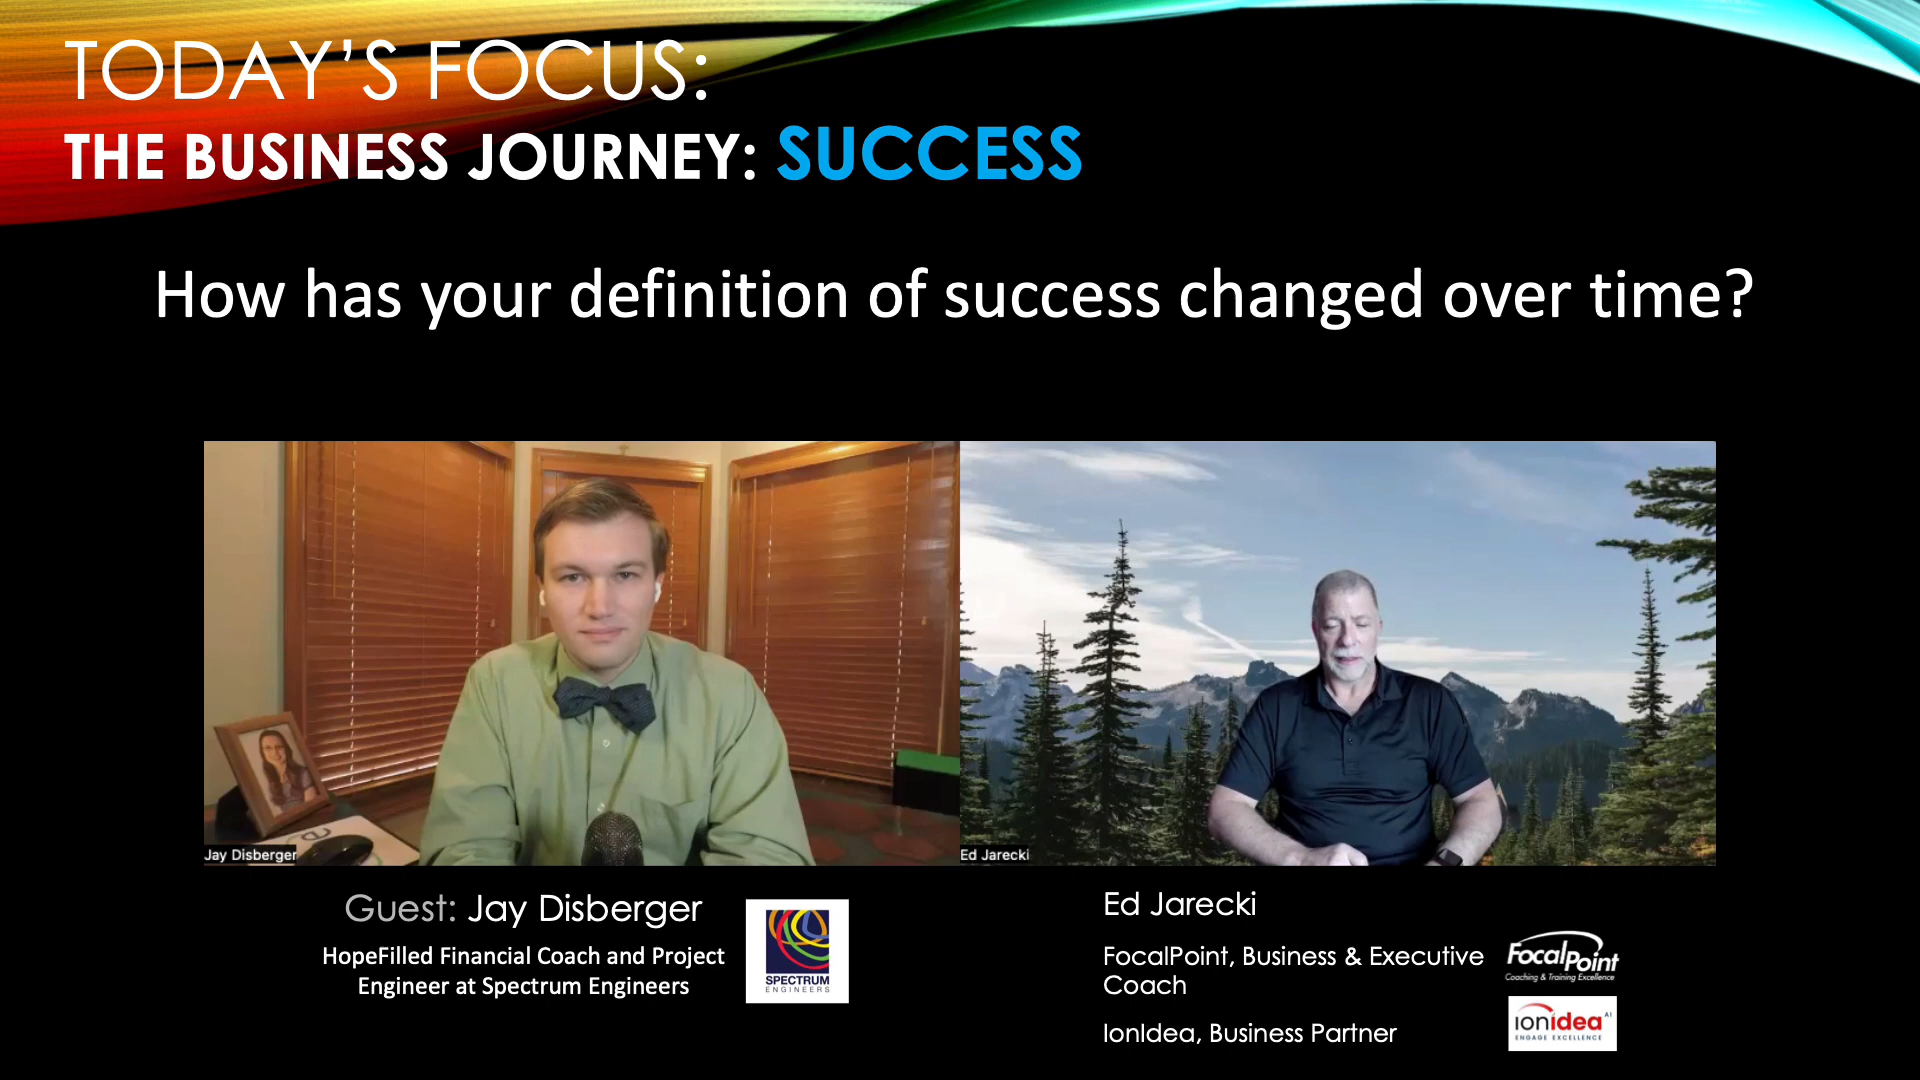 TODAY’S FOCUS:
THE BUSINESS JOURNEY: SUCCESS
How has your definition of success changed over time?
Jay Disberger
Ed Jarecki
Guest: Jay Disberger
HopeFilled Financial Coach and Project
Engineer at Spectrum Engineers
SPECTRUM
ENGINEERS
Ed Jarecki
FocalPoint, Business & Executive
Coach
IonIdea, Business Partner
FocalPoint
Coaching & Training Excellence
ionidea AI
ENGAGE EXCELLENCE